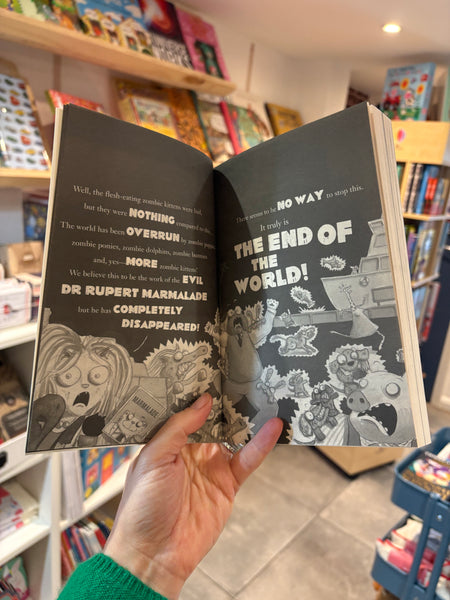 Well, the flesh-eating zombie kittens were bad,
but they were NOTHING compared to this.
The world has been OVERRUN by zombie puppies,
zombie ponies, zombie dolphins, zombie bunnies
and, yes—MORE zombie kittens!
We believe this to be the work of the EVIL
DR RUPERT MARMALADE
but he has COMPLETELY
DISAPPEARED!
MARMALADE
There seems to be NO WAY to stop this.
It truly is
THE END OF
THE
WORLD!